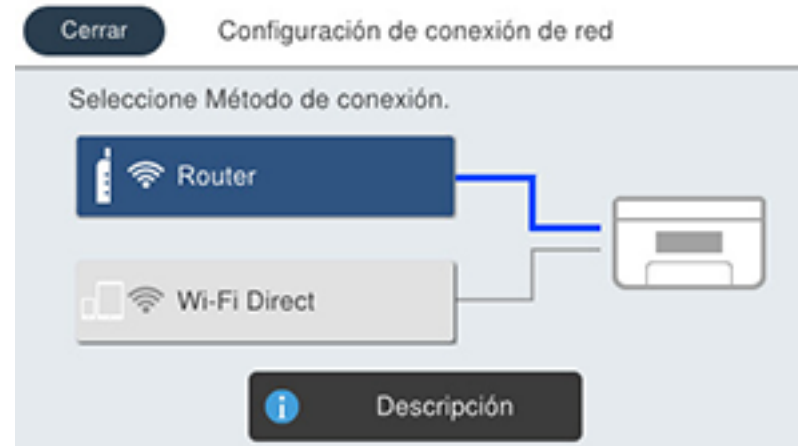 Cerrar Configuración de conexión de red
Seleccione Método de conexión.
Router
Wi-Fi Direct
Descripción